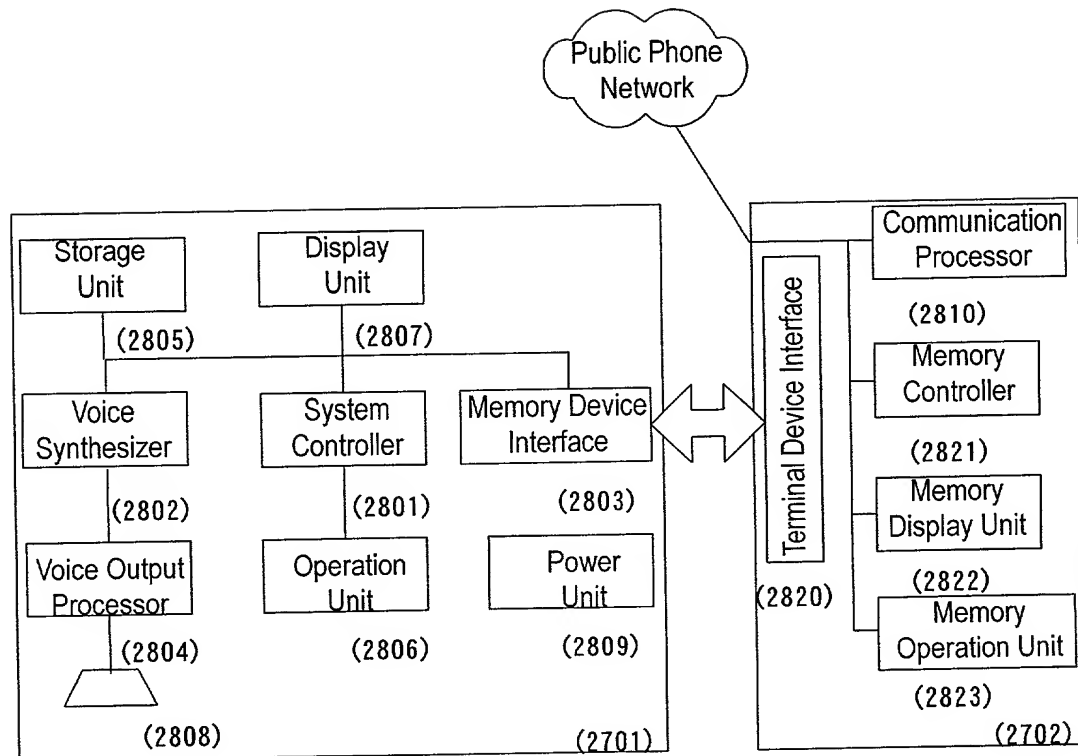 Public Phone
Network
Storage
Unit
(2805)
Display
Unit
(2807)
Voice
Synthesizer
(2802)
System
Controller
(2801)
Memory Device
Interface
(2803)
Voice Output
Processor
(2804)
Operation
Unit
(2806)
Power
Unit
(2809)
(2808)
(2701)
Terminal Device Interface
(2820)
Communication
Processor
(2810)
Memory
Controller
(2821)
Memory
Display Unit
(2822)
Memory
Operation Unit
(2823)
(2702)